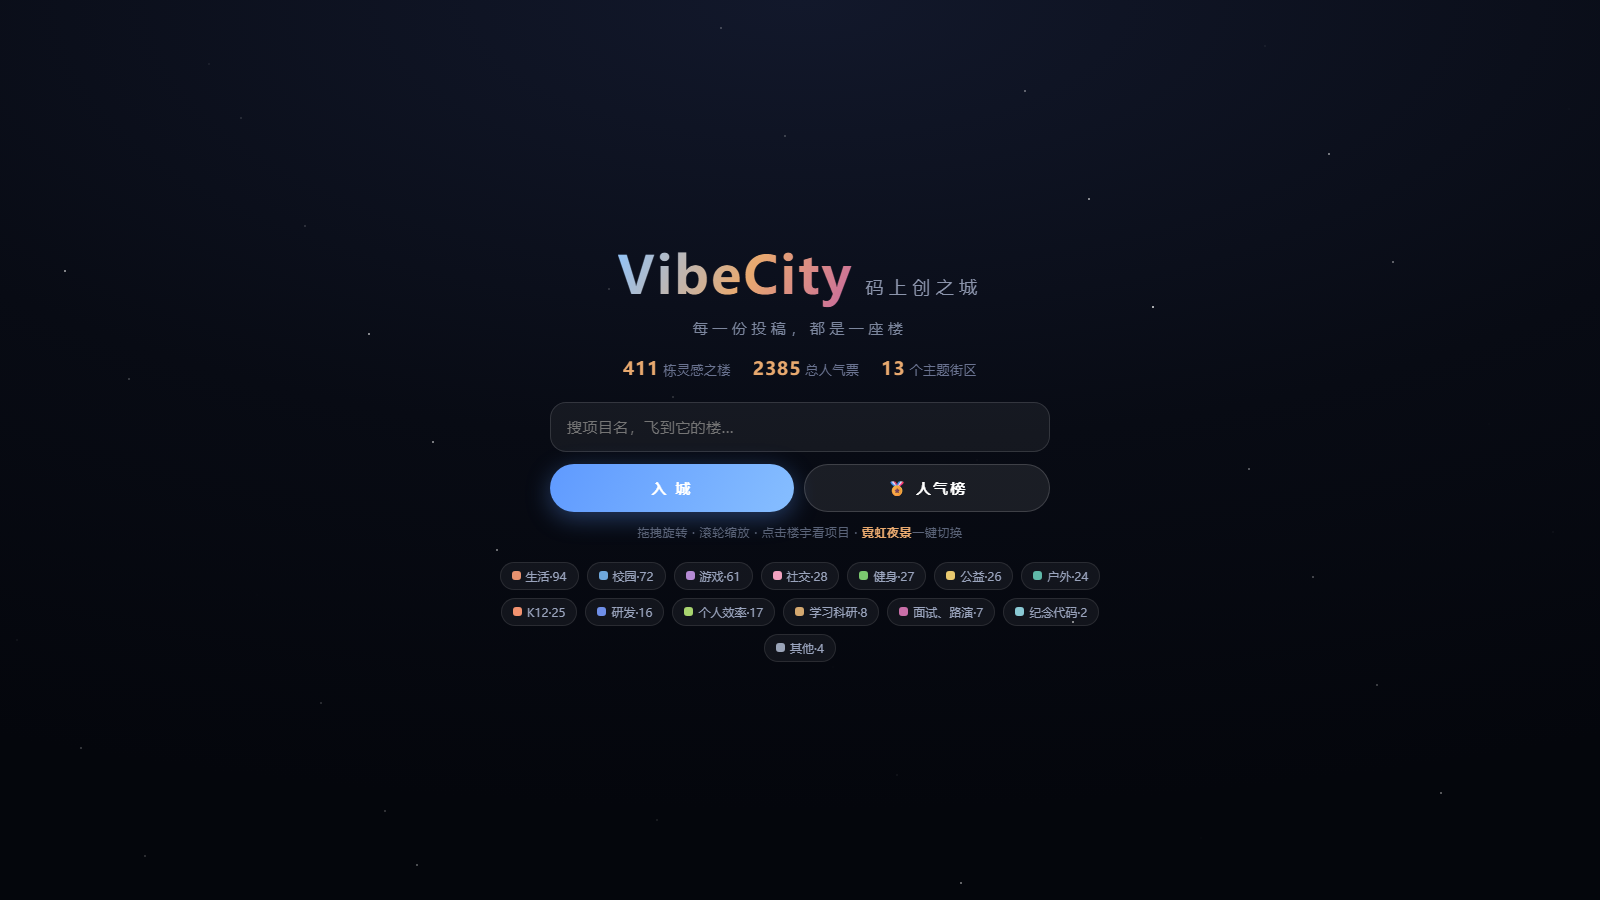 VibeCity 码上创之城
每一份投稿，都是一座楼
411 栋灵感之楼 2385 总人气票 13 个主题街区
搜项目名，飞到它的楼...
入 城
人气榜
拖拽旋转 · 滚轮缩放 · 点击楼宇看项目 · 霓虹夜景一键切换
生活·94 校园·72 游戏·61 社交·28 健身·27 公益·26 户外·24
K12·25 研发·16 个人效率·17 学习科研·8 面试、路演·7 纪念代码·2
其他·4